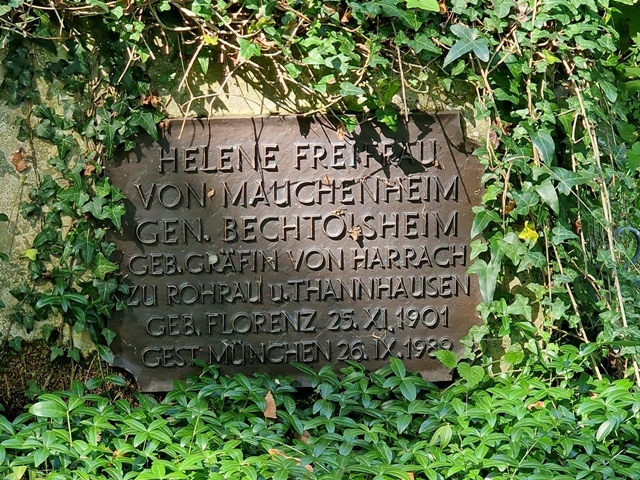 HELENE FREIFRAU
VON MAUCHENHEIM
GEN. BECHTOLSHEIM
GEB. GRÄFIN VON HARRACH
ZU ROHRAU u. THANNHAUSEN
GEB. FLORENZ 25. XI. 1901
GEST MÜNCHEN 26. IX.